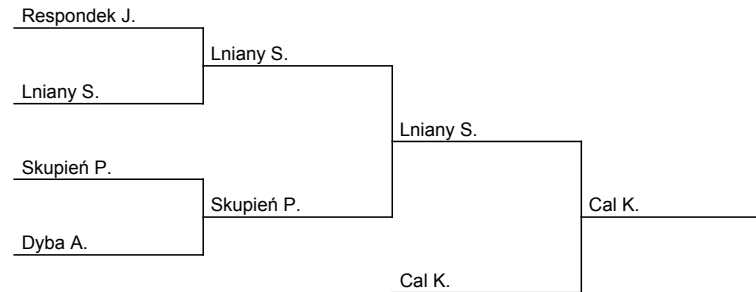 Respondek J.
Lniany S.
Lniany S.
Lniany S.
Skupień P.
Skupień P.
Cal K.
Dyba A.
Cal K.